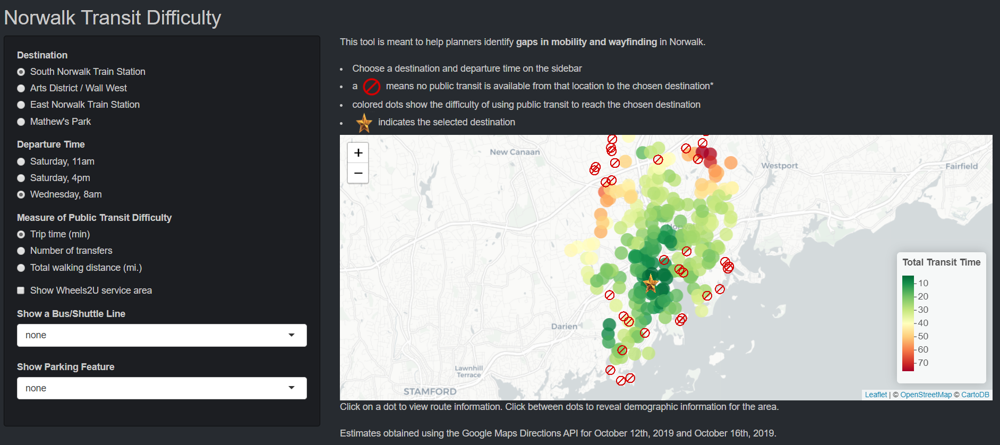 Norwalk Transit Difficulty
Destination
South Norwalk Train Station
Arts District / Wall West
East Norwalk Train Station
Mathew's Park
Departure Time
Saturday, 11am
Saturday, 4pm
Wednesday, 8am
Measure of Public Transit Difficulty
Trip time (min)
Number of transfers
Total walking distance (mi.)
Show Wheels2U service area
Show a Bus/Shuttle Line
none
Show Parking Feature
none
This tool is meant to help planners identify gaps in mobility and wayfinding in Norwalk.
Choose a destination and departure time on the sidebar
a means no public transit is available from that location to the chosen destination*
colored dots show the difficulty of using public transit to reach the chosen destination
indicates the selected destination
+
−
New Canaan
Westport
Fairfield
Darien
Lawnhill
Terrace
STAMFORD
Total Transit Time
10
20
30
40
50
60
70
Leaflet | © OpenStreetMap © CartoDB
Click on a dot to view route information. Click between dots to reveal demographic information for the area.
Estimates obtained using the Google Maps Directions API for October 12th, 2019 and October 16th, 2019.